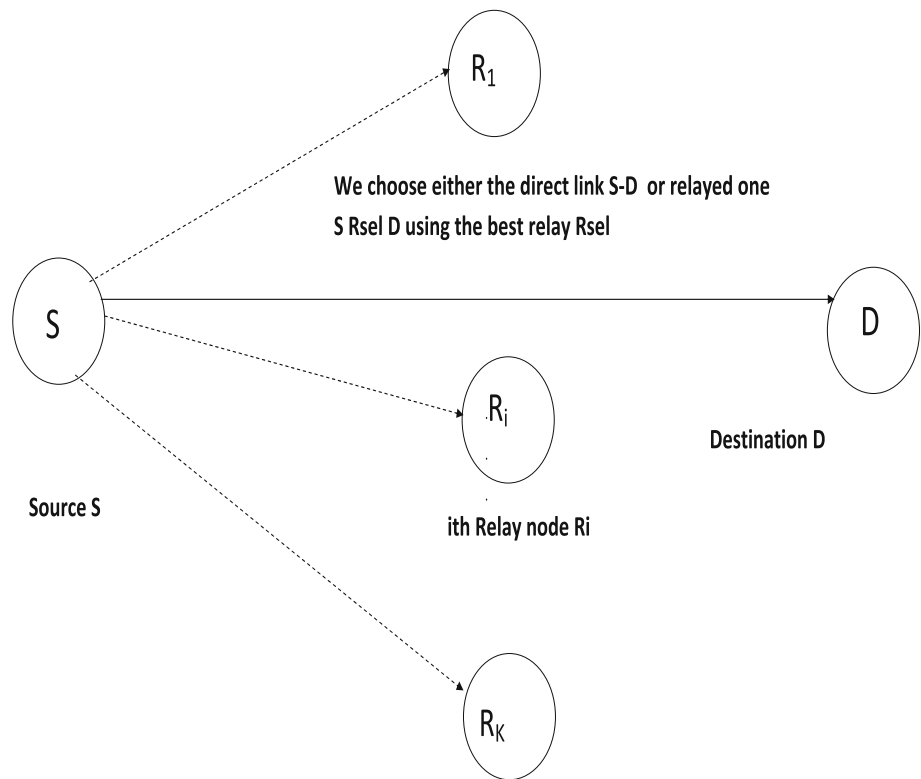 R1
We choose either the direct link S-D or relayed one
S Rsel D using the best relay Rsel
S
D
Ri
Destination D
Source S
ith Relay node Ri
RK